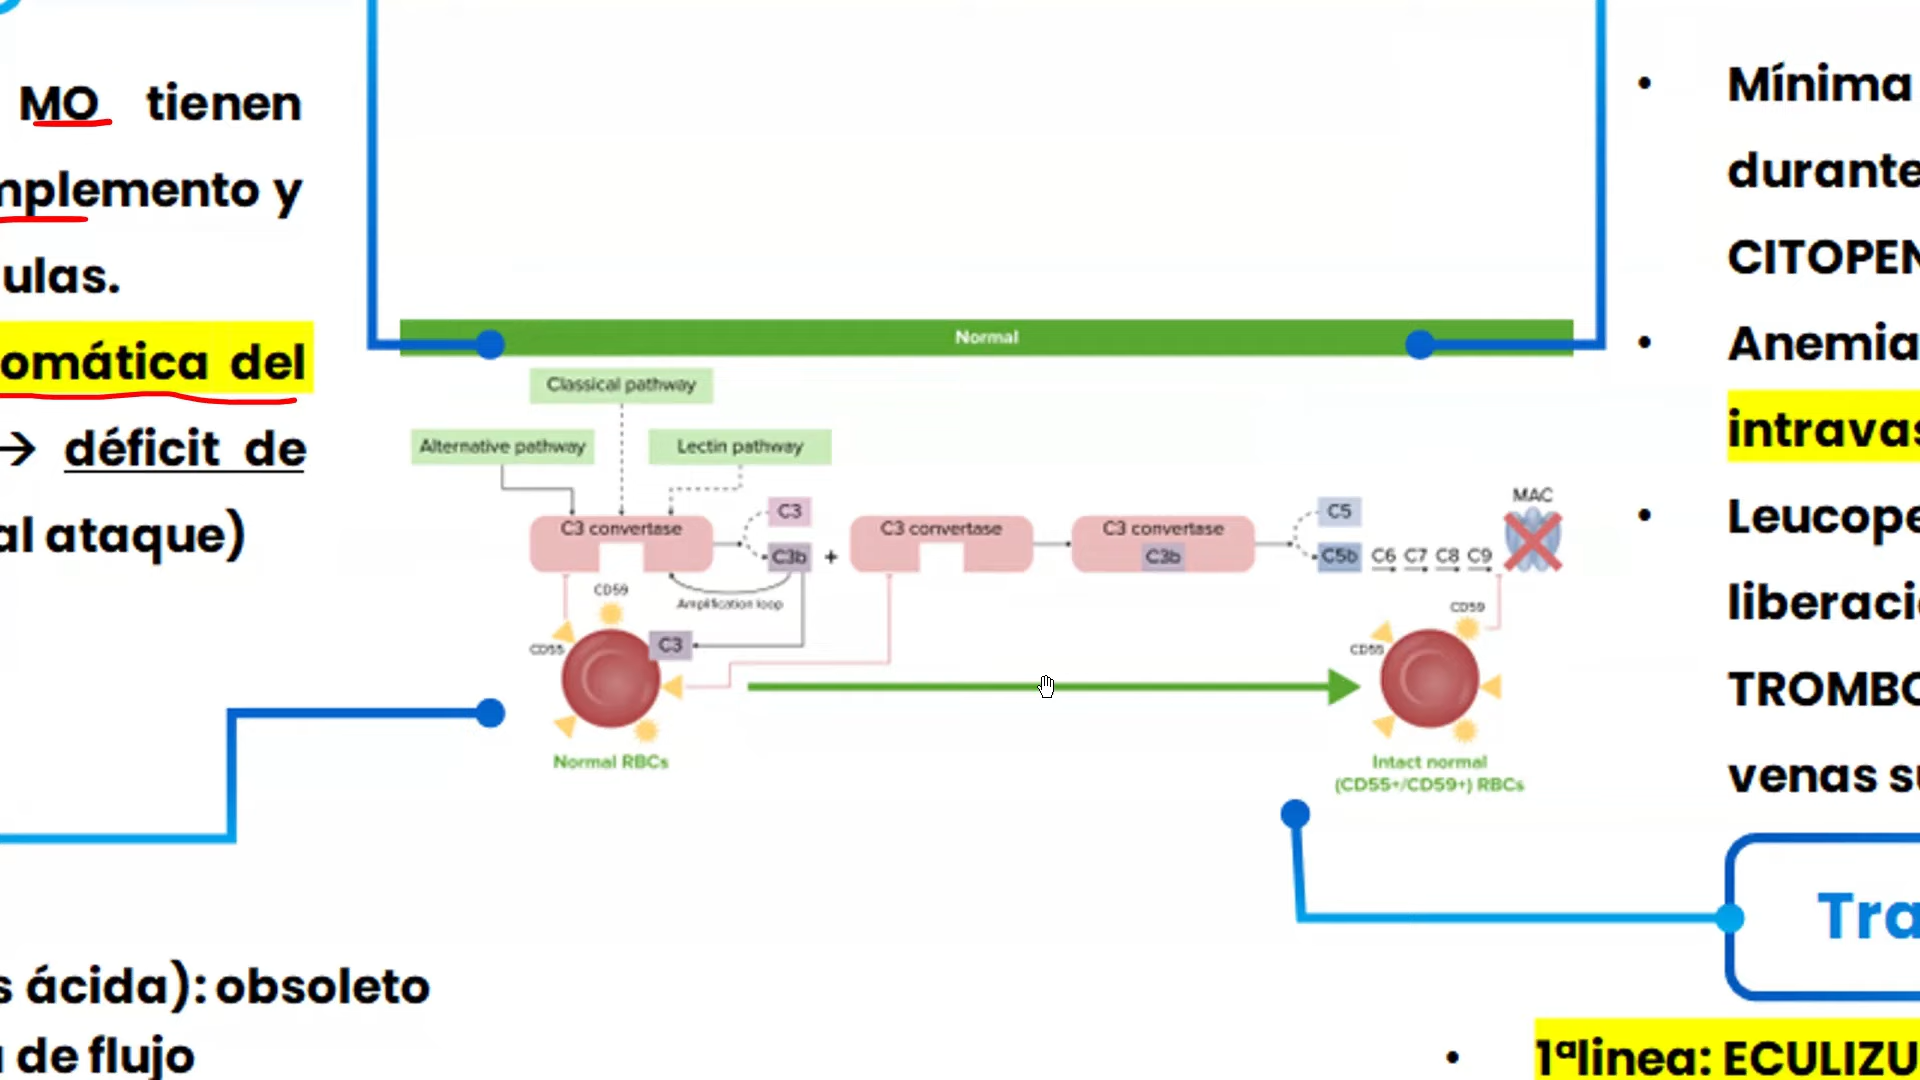 MO tienen
mplemento y
ulas.
omática del
→ déficit de
al ataque)
Normal
Classical pathway
Alternative pathway
Lectin pathway
C3 convertase
C3
C3b
+
C3 convertase
C3 convertase
C3b
C5
C5b
C6 C7 C8 C9
MAC
CD59
Amplification loop
CD55
C3
Normal RBCs
CD59
CD55
Intact normal
(CD55+/CD59+) RBCs
• Mínima
durante
CITOPEN
• Anemia
intravas
• Leucope
liberaci
TROMBO
venas su
Tra
s ácida): obsoleto
de flujo
• 1ªlinea: ECULIZU